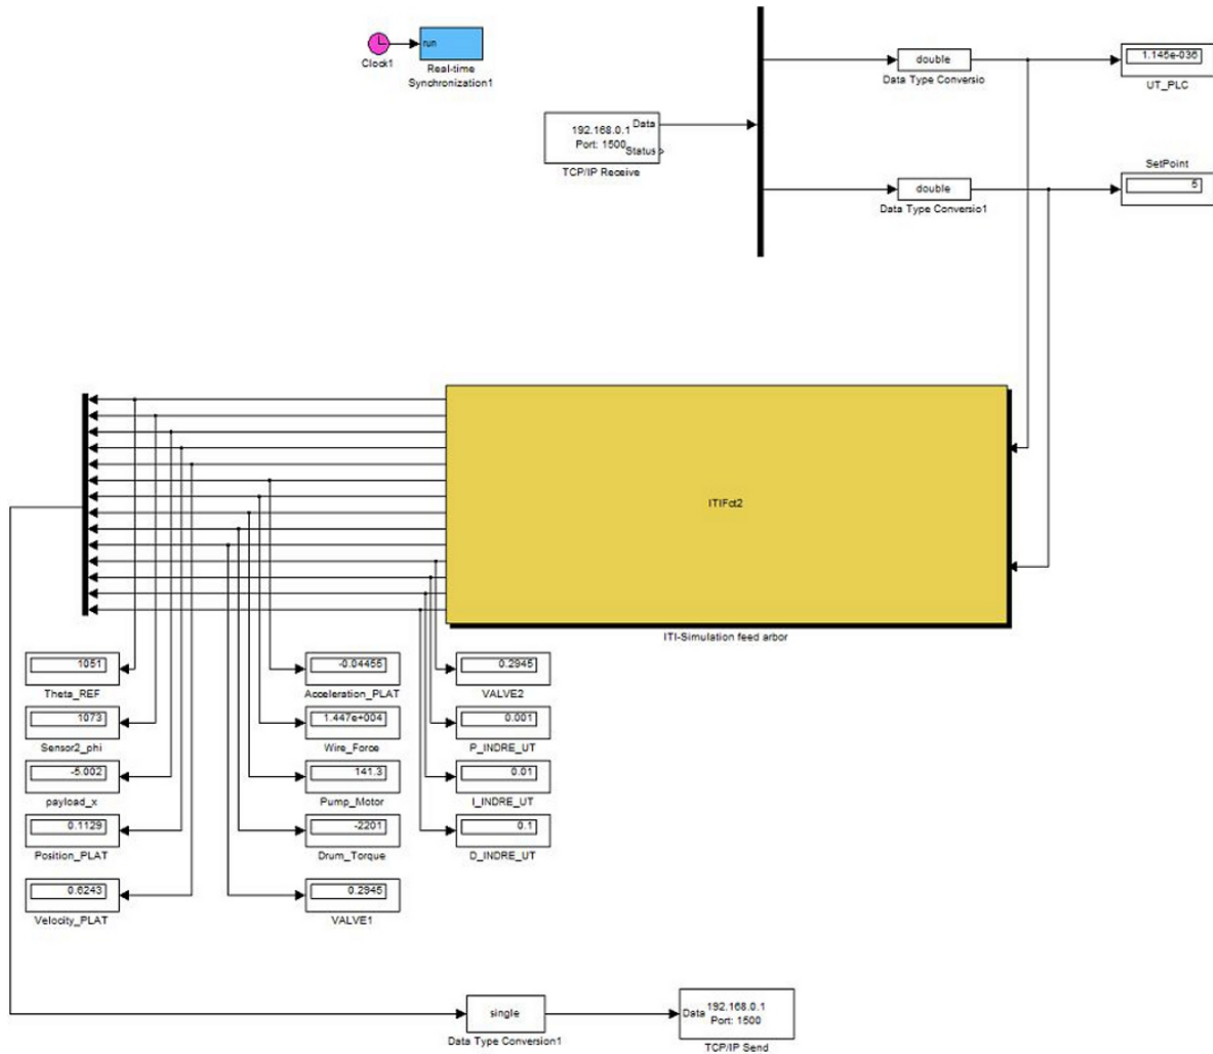 Clock1
run
Real-time
Synchronization1
192.168.0.1
Port: 1500
Data
Status
TCP/IP Receive
double
Data Type Conversio
1.145e-036
UT_PLC
double
Data Type Conversio1
SetPoint
5
ITIFct2
ITI-Simulation feed arbor
1051
Theta_REF
1073
Sensor2_phi
-5.002
payload_x
0.1129
Position_PLAT
0.6243
Velocity_PLAT
-0.04455
Acceleration_PLAT
1.447e+004
Wire_Force
141.3
Pump_Motor
-2201
Drum_Torque
0.2945
VALVE1
0.2945
VALVE2
0.001
P_INDRE_UT
0.01
I_INDRE_UT
0.1
D_INDRE_UT
single
Data Type Conversion1
Data
192.168.0.1
Port: 1500
TCP/IP Send